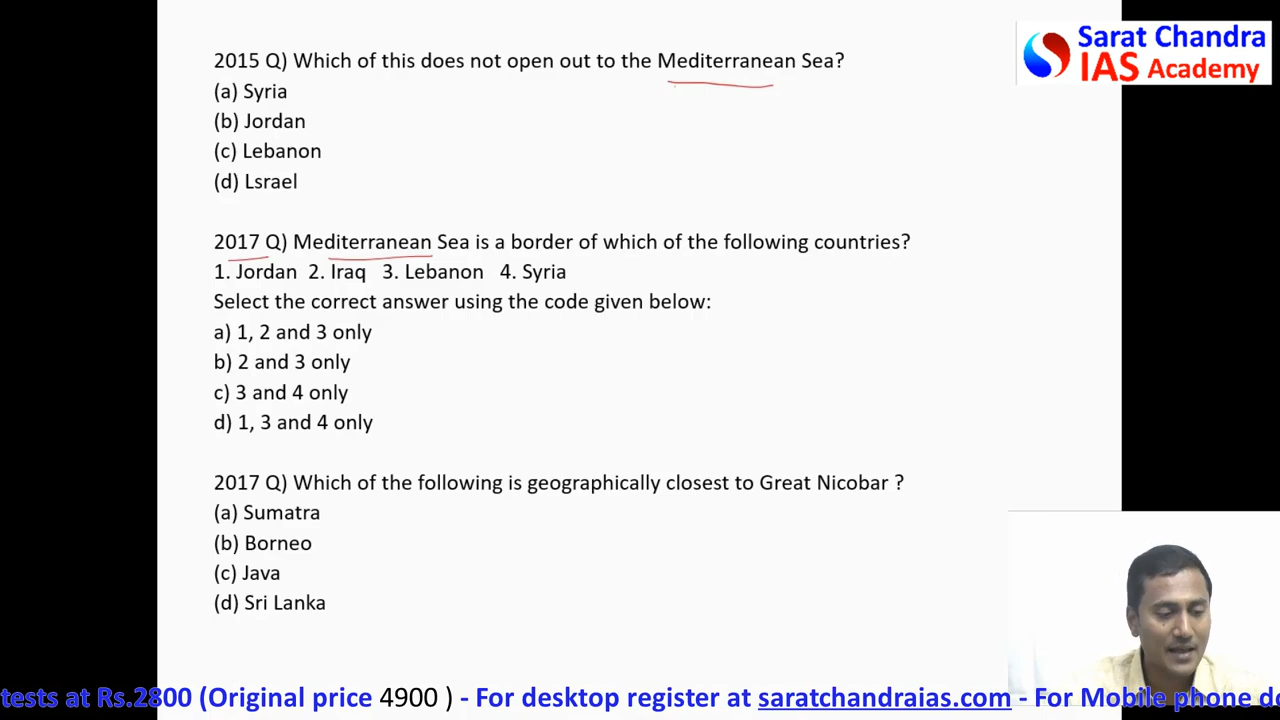 Sarat Chandra
IAS Academy
2015 Q) Which of this does not open out to the Mediterranean Sea?
(a) Syria
(b) Jordan
(c) Lebanon
(d) Lsrael
2017 Q) Mediterranean Sea is a border of which of the following countries?
1. Jordan 2. Iraq 3. Lebanon 4. Syria
Select the correct answer using the code given below:
a) 1, 2 and 3 only
b) 2 and 3 only
c) 3 and 4 only
d) 1, 3 and 4 only
2017 Q) Which of the following is geographically closest to Great Nicobar ?
(a) Sumatra
(b) Borneo
(c) Java
(d) Sri Lanka
tests at Rs.2800 (Original price 4900 ) - For desktop register at saratchandraias.com - For Mobile phone